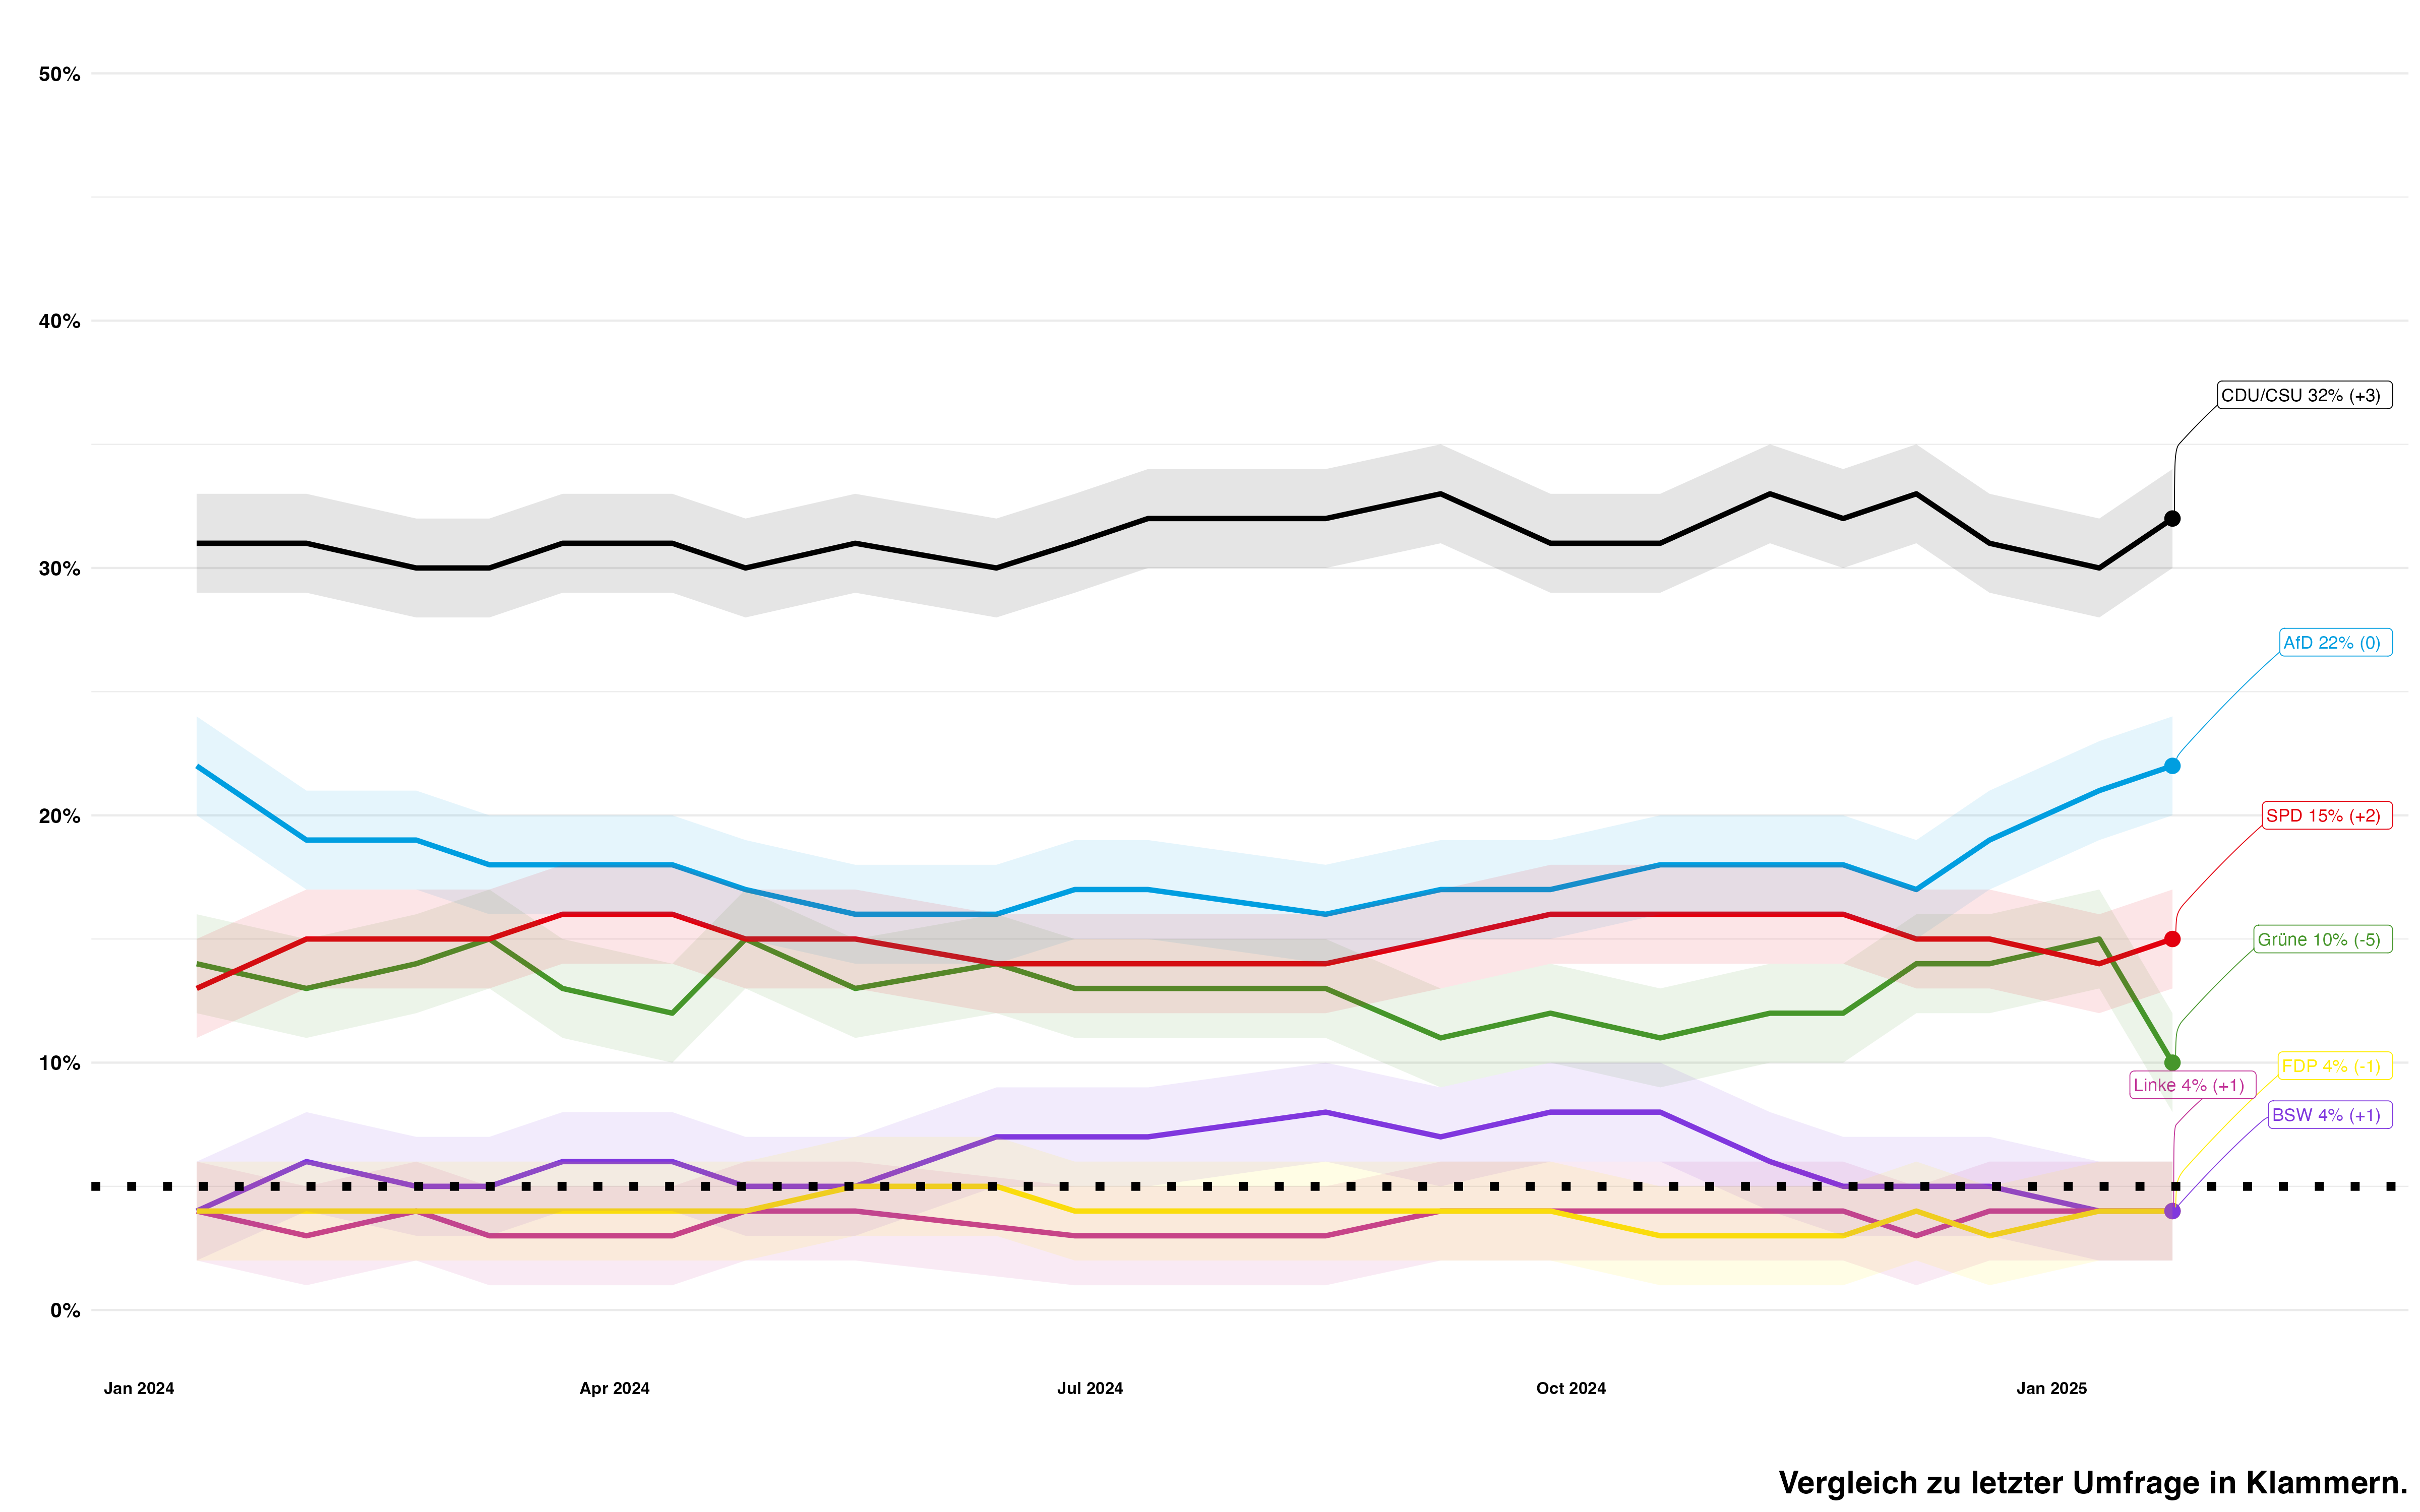 50%
40%
CDU/CSU 32% (+3)
30%
AfD 22% (0)
20%
SPD 15% (+2)
Grüne 10% (-5)
10%
FDP 4% (-1)
Linke 4% (+1)
BSW 4% (+1)
0%
Jan 2024 Apr 2024 Jul 2024 Oct 2024 Jan 2025
Vergleich zu letzter Umfrage in Klammern.